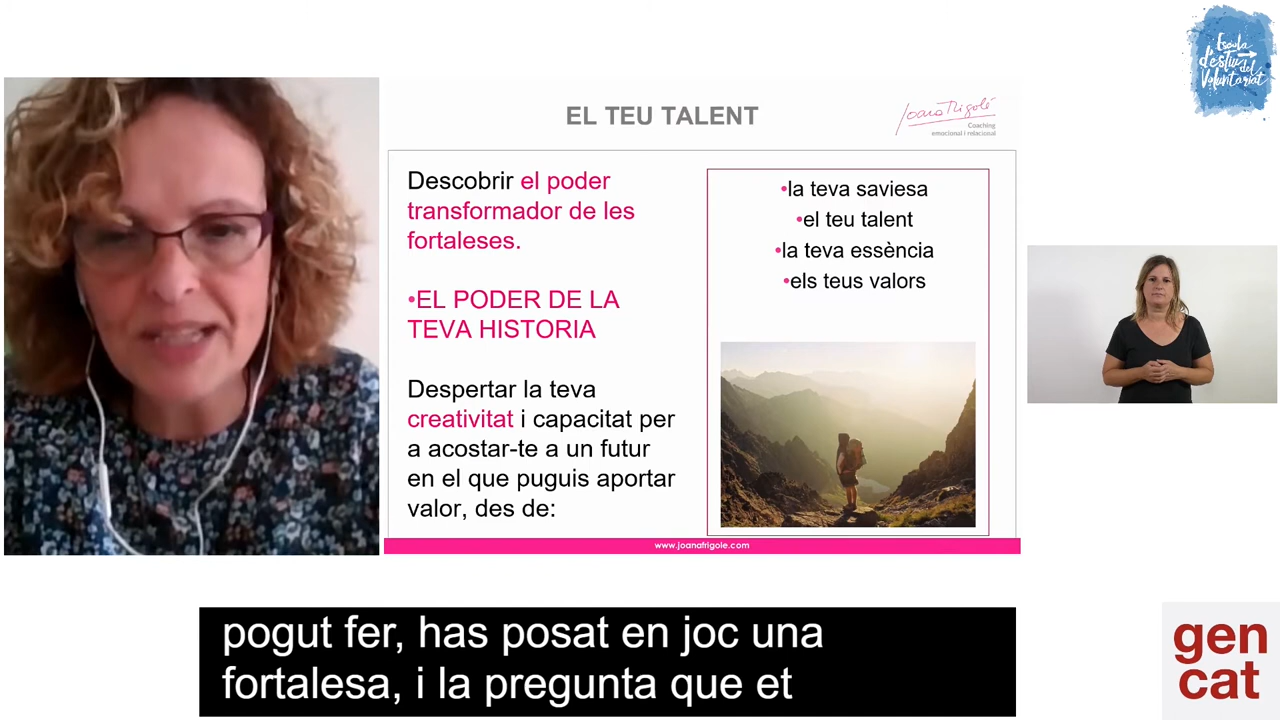 Escola
d'estiu del
Voluntariat
EL TEU TALENT
Joana Frigolé
Coaching
emocional i relacional
Descobrir el poder
transformador de les
fortaleses.
•EL PODER DE LA
TEVA HISTORIA
Despertar la teva
creativitat i capacitat per
a acostar-te a un futur
en el que puguis aportar
valor, des de:
•la teva saviesa
•el teu talent
•la teva essència
•els teus valors
www.joanafrigole.com
pogut fer, has posat en joc una
fortalesa, i la pregunta que et
gen
cat